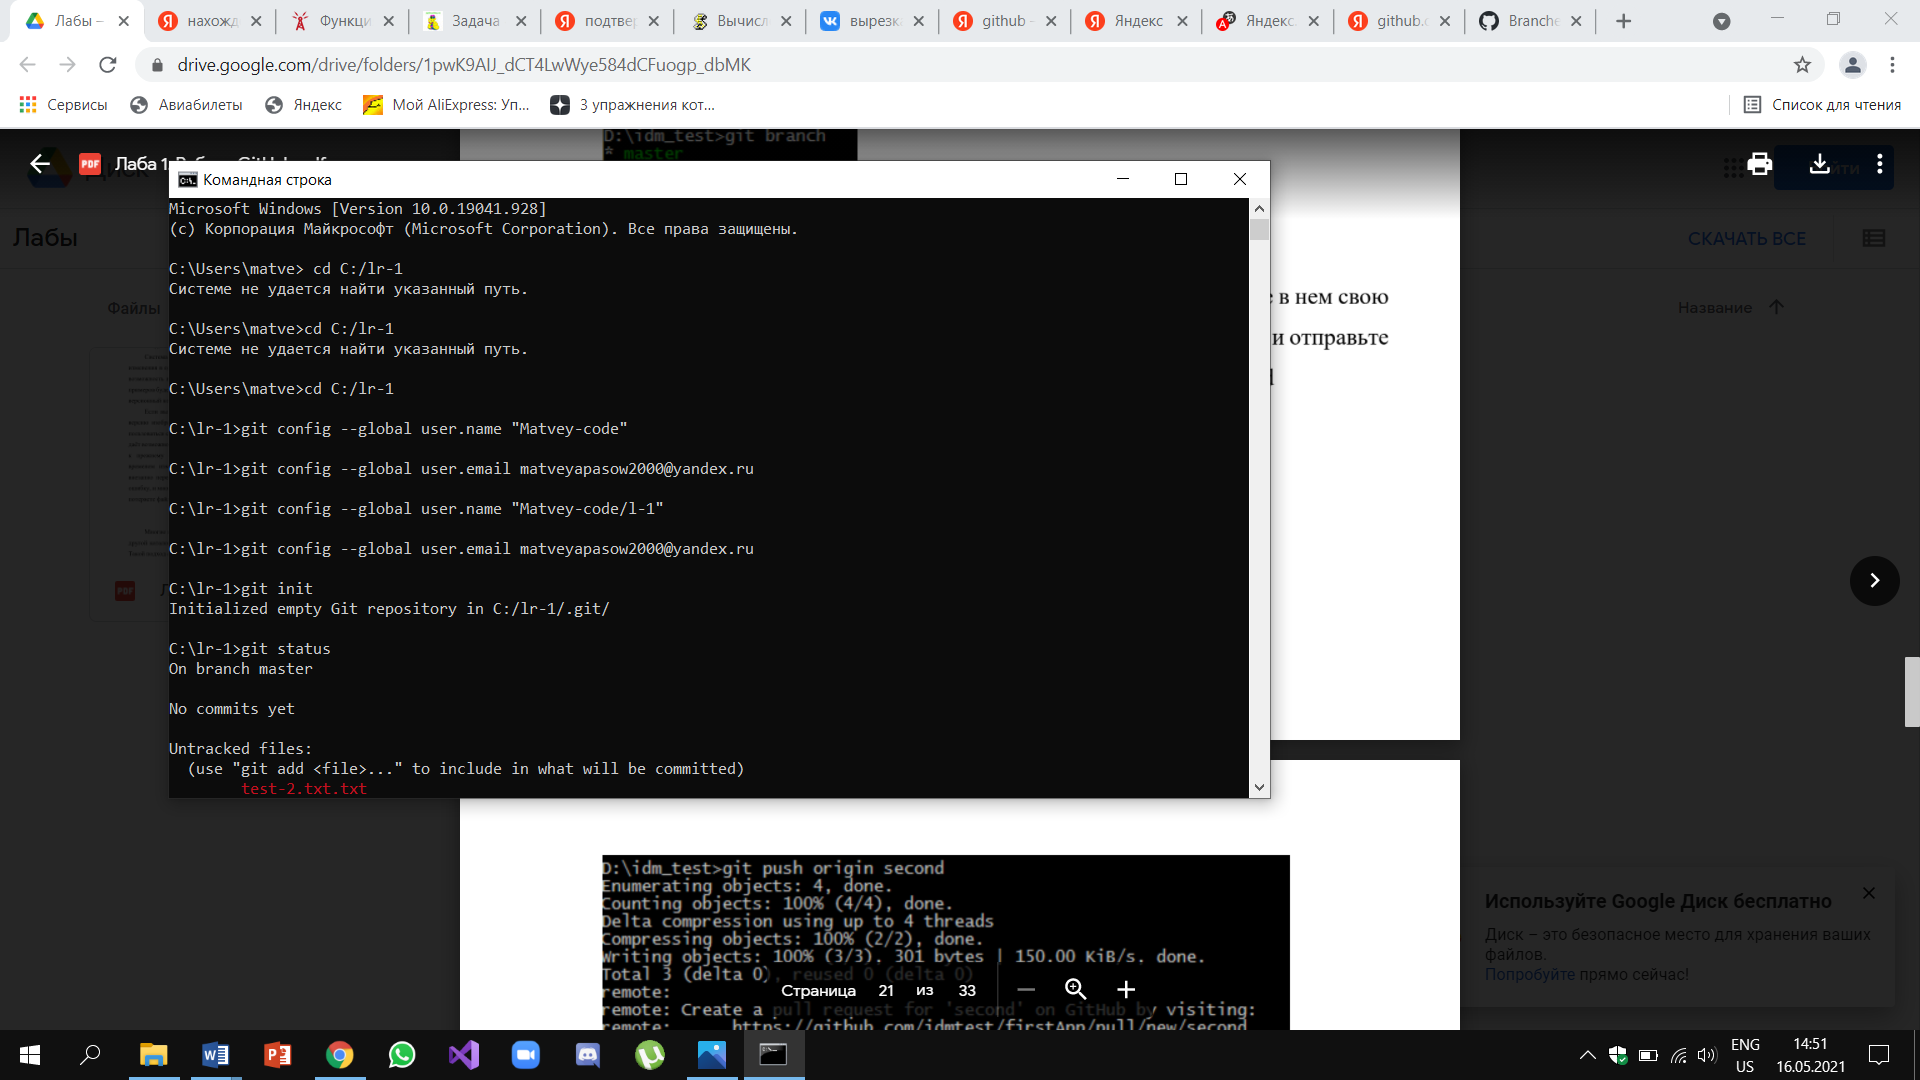 Лабы –
нахожд
Функци
Задача
подтвер
Вычисл
вырезка
github -
Яндекс
Яндекс.
github.c
Branche
drive.google.com/drive/folders/1pwK9AIJ_dCT4LwWye584dCFuogp_dbMK
Сервисы
Авиабилеты
Яндекс
Мой AliExpress: Уп...
3 упражнения кот...
Список для чтения
D:\idm_test>git branch
* master
PDF
Лаба 1
Командная строка
Microsoft Windows [Version 10.0.19041.928]
(c) Корпорация Майкрософт (Microsoft Corporation). Все права защищены.
C:\Users\matve> cd C:/lr-1
Системе не удается найти указанный путь.
C:\Users\matve>cd C:/lr-1
Системе не удается найти указанный путь.
C:\Users\matve>cd C:/lr-1
C:\lr-1>git config --global user.name "Matvey-code"
C:\lr-1>git config --global user.email matveyapasow2000@yandex.ru
C:\lr-1>git config --global user.name "Matvey-code/l-1"
C:\lr-1>git config --global user.email matveyapasow2000@yandex.ru
C:\lr-1>git init
Initialized empty Git repository in C:/lr-1/.git/
C:\lr-1>git status
On branch master
No commits yet
Untracked files:
(use "git add <file>..." to include in what will be committed)
test-2.txt.txt
Лабы
Файлы
PDF
СКАЧАТЬ ВСЕ
Название
в нем свою
и отправьте
D:\idm_test>git push origin second
Enumerating objects: 4, done.
Counting objects: 100% (4/4), done.
Delta compression using up to 4 threads
Compressing objects: 100% (2/2), done.
Writing objects: 100% (3/3), 301 bytes | 150.00 KiB/s, done.
Total 3 (delta 0), reused 0 (delta 0)
remote:
remote: Create a pull request for 'second' on GitHub by visiting:
remote: https://github.com/idmtest/firstApp/pull/new/second
Страница 21 из 33
Используйте Google Диск бесплатно
Диск – это безопасное место для хранения ваших
файлов.
Попробуйте прямо сейчас!
ENG
US
14:51
16.05.2021